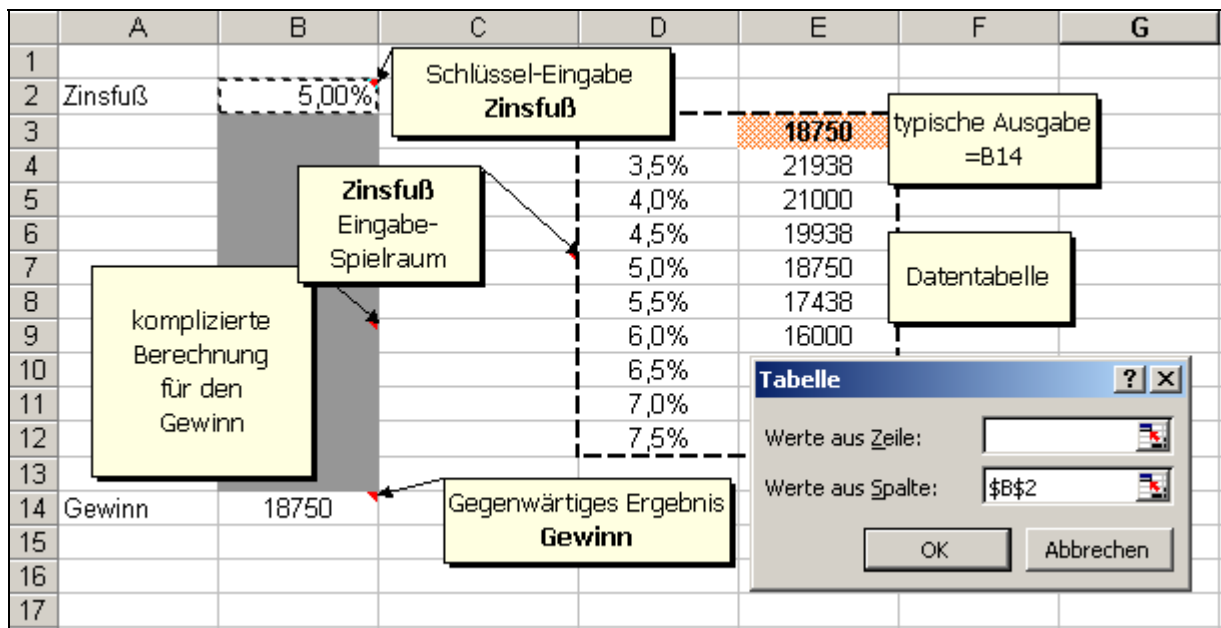 A B C D E F G
1
2 Zinsfuß 5,00%
Schlüssel-Eingabe
Zinsfuß
3 18750
typische Ausgabe
=B14
4 3,5% 21938
5 4,0% 21000
6 4,5% 19938
7 5,0% 18750
8 5,5% 17438
9 6,0% 16000
10 6,5%
11 7,0%
12 7,5%
13
14 Gewinn 18750
15
16
17
Zinsfuß
Eingabe-
Spielraum
Datentabelle
komplizierte
Berechnung
für den
Gewinn
Gegenwärtiges Ergebnis
Gewinn
Tabelle
Werte aus Zeile:
Werte aus Spalte: $B$2
OK Abbrechen